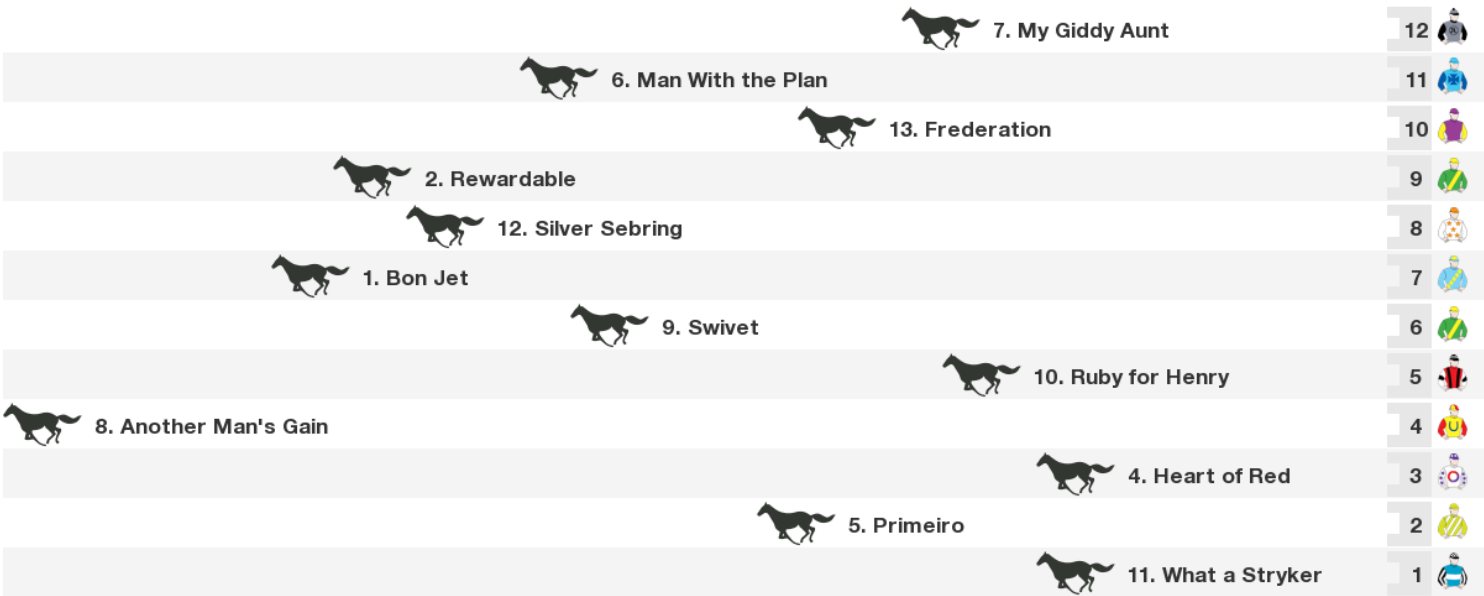 7. My Giddy Aunt 12
6. Man With the Plan 11
13. Frederation 10
2. Rewardable 9
12. Silver Sebring 8
1. Bon Jet 7
9. Swivet 6
10. Ruby for Henry 5
8. Another Man's Gain 4
4. Heart of Red 3
5. Primeiro 2
11. What a Stryker 1